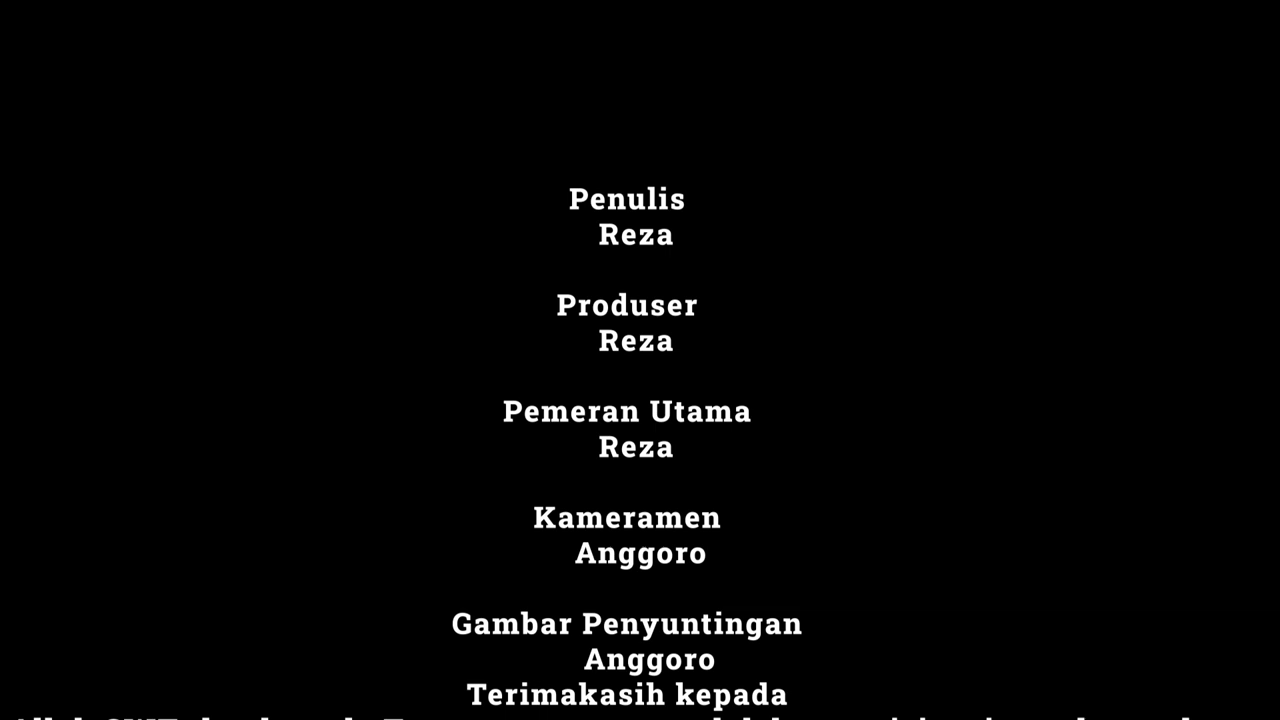 Penulis
Reza
Produser
Reza
Pemeran Utama
Reza
Kameramen
Anggoro
Gambar Penyuntingan
Anggoro
Terimakasih kepada